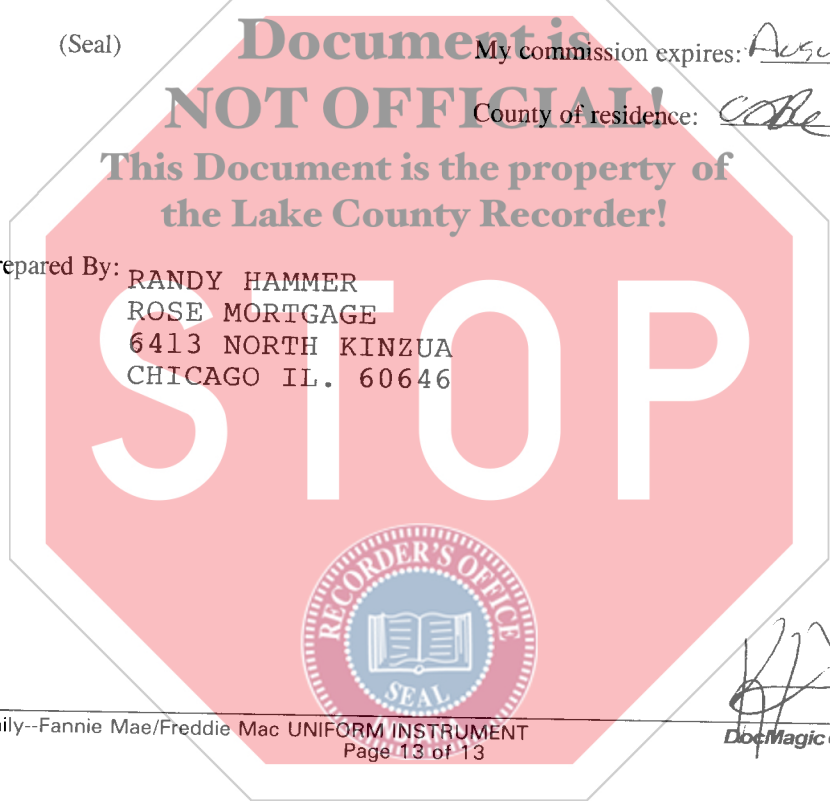 (Seal)
Document is
My commission expires:
NOT OFFICIAL!
County of residence:
This Document is the property of
the Lake County Recorder!
repared By:
RANDY HAMMER
ROSE MORTGAGE
6413 NORTH KINZUA
CHICAGO IL. 60646
STOP
RECORDER'S OFFICE
SEAL
INDIANA
ily--Fannie Mae/Freddie Mac UNIFORM INSTRUMENT
Page 13 of 13
DocMagic